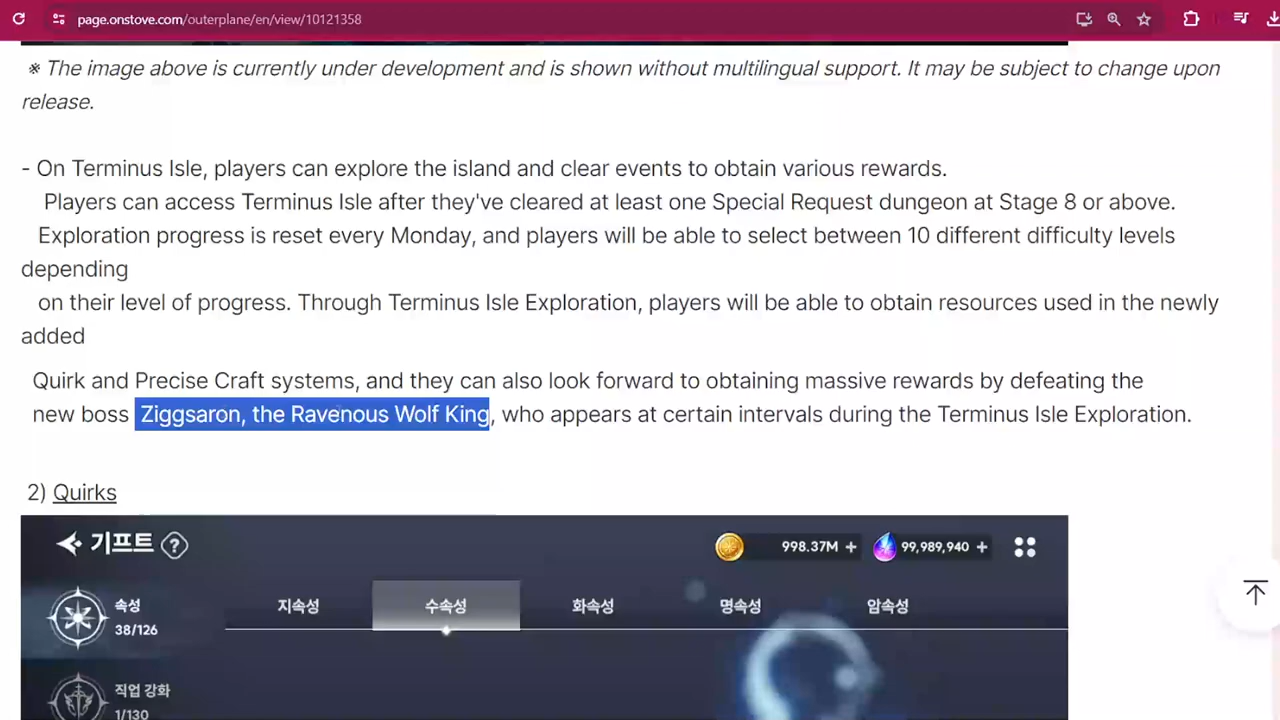 page.onstove.com/outerplane/en/view/10121358
※ The image above is currently under development and is shown without multilingual support. It may be subject to change upon
release.
- On Terminus Isle, players can explore the island and clear events to obtain various rewards.
Players can access Terminus Isle after they've cleared at least one Special Request dungeon at Stage 8 or above.
Exploration progress is reset every Monday, and players will be able to select between 10 different difficulty levels
depending
on their level of progress. Through Terminus Isle Exploration, players will be able to obtain resources used in the newly
added
Quirk and Precise Craft systems, and they can also look forward to obtaining massive rewards by defeating the
new boss Ziggsaron, the Ravenous Wolf King, who appears at certain intervals during the Terminus Isle Exploration.
2) Quirks
기프트 ? 998.37M + 99,989,940 +
속성 지속성 수속성 화속성 명속성 암속성
38/126
직업 강화
1/130